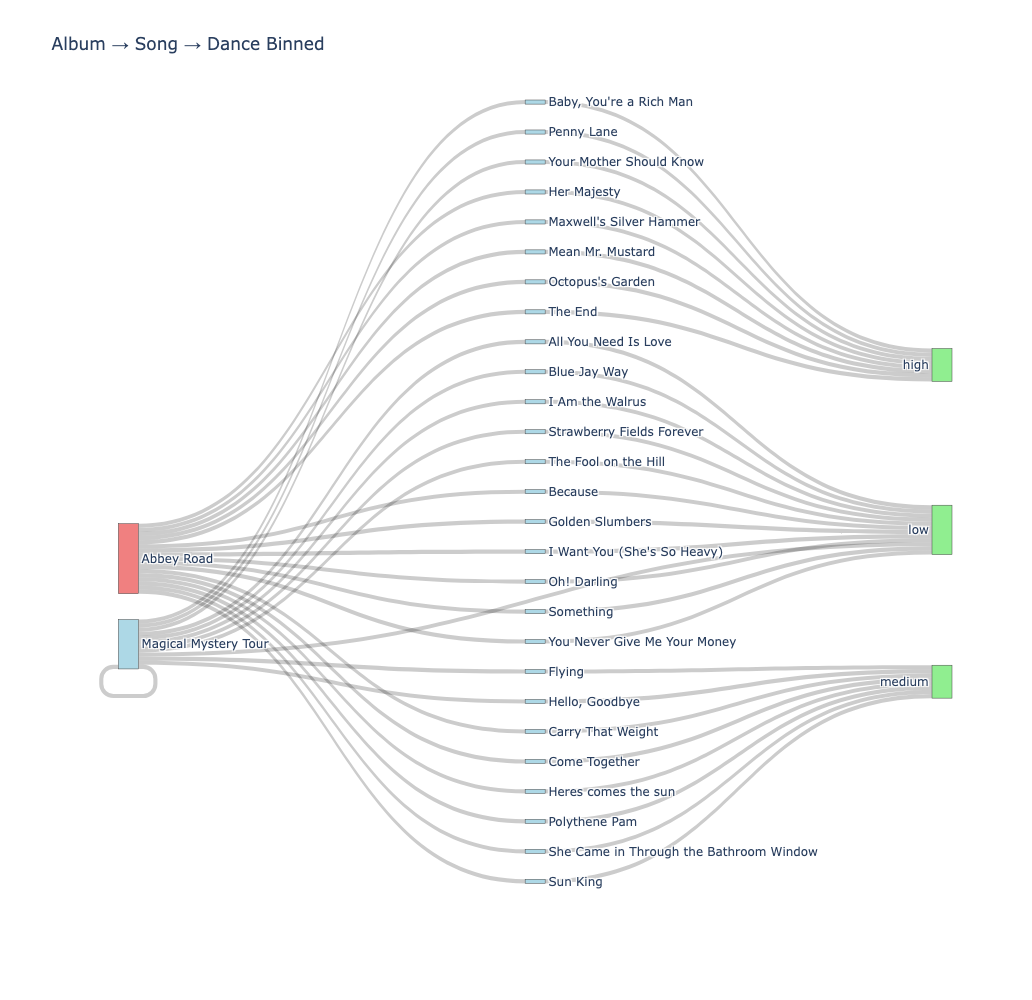 Album → Song → Dance Binned
Baby, You're a Rich Man
Penny Lane
Your Mother Should Know
Her Majesty
Maxwell's Silver Hammer
Mean Mr. Mustard
Octopus's Garden
The End
All You Need Is Love
high
Blue Jay Way
I Am the Walrus
Strawberry Fields Forever
The Fool on the Hill
Because
Golden Slumbers
low
I Want You (She's So Heavy)
Abbey Road
Oh! Darling
Something
You Never Give Me Your Money
Magical Mystery Tour
Flying
medium
Hello, Goodbye
Carry That Weight
Come Together
Heres comes the sun
Polythene Pam
She Came in Through the Bathroom Window
Sun King